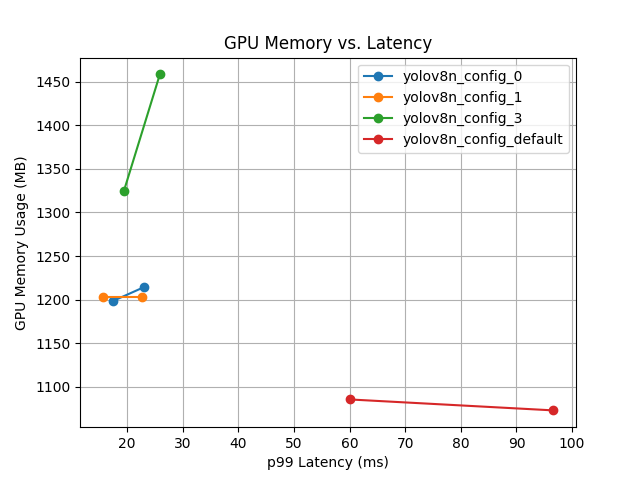 GPU Memory vs. Latency
yolov8n_config_0
yolov8n_config_1
yolov8n_config_3
yolov8n_config_default
GPU Memory Usage (MB)
1450
1400
1350
1300
1250
1200
1150
1100
20 30 40 50 60 70 80 90 100
p99 Latency (ms)